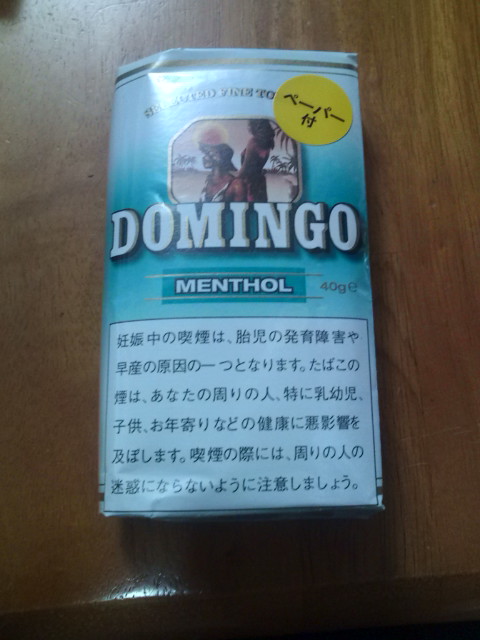 SELECTED FINE
ペーパー
付
DOMINGO
MENTHOL
40g℮
妊娠中の喫煙は、胎児の発育障害や
早産の原因の一つとなります。たばこの
煙は、あなたの周りの人、特に乳幼児、
子供、お年寄りなどの健康に悪影響を
及ぼします。喫煙の際には、周りの人の
迷惑にならないように注意しましょう。